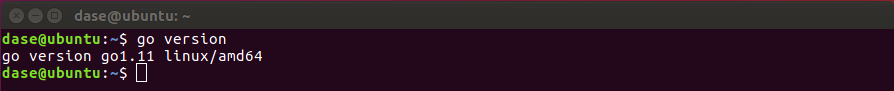 dase@ubuntu: ~
dase@ubuntu:~$ go version
go version go1.11 linux/amd64
dase@ubuntu:~$